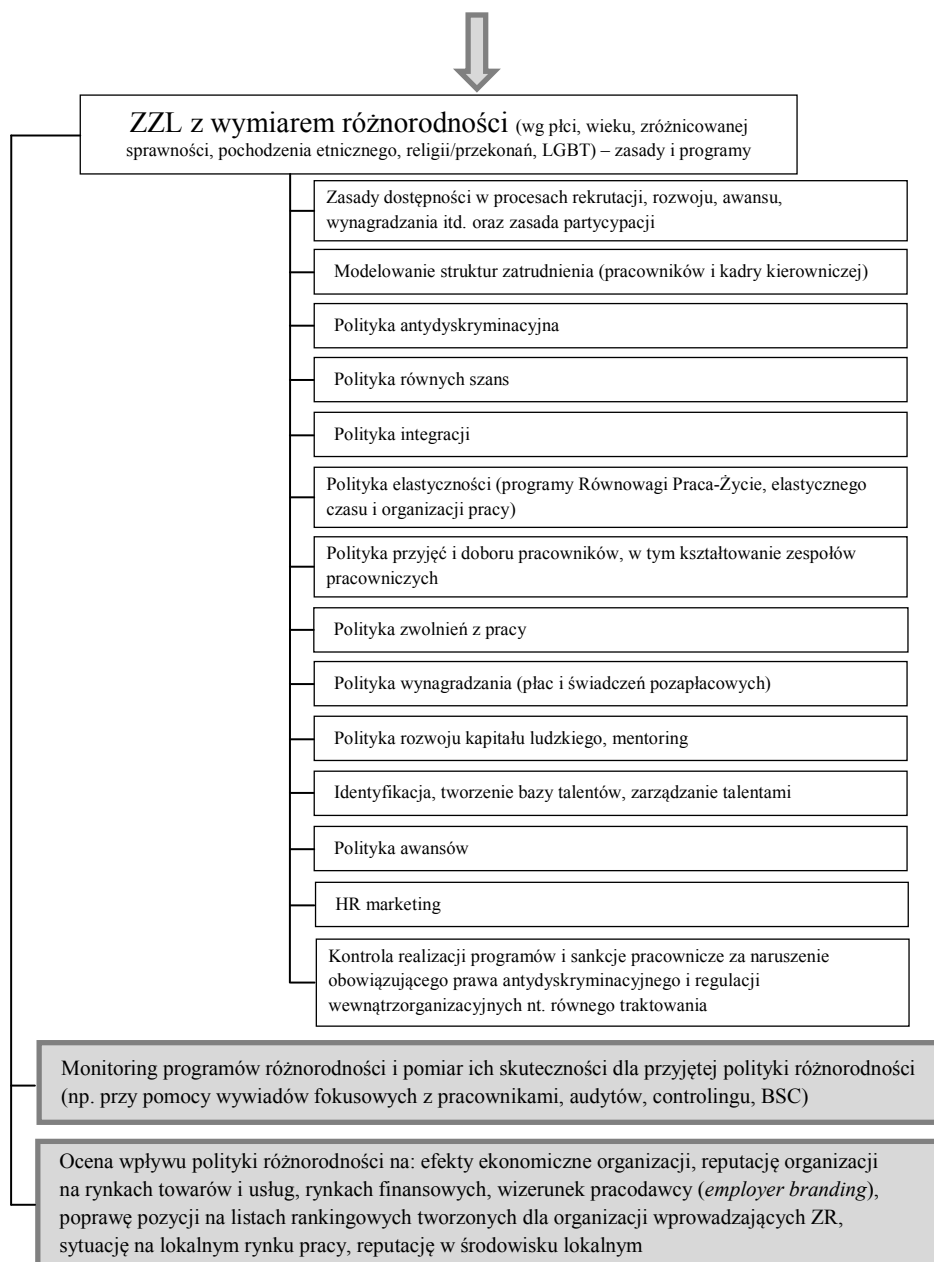 ZZL z wymiarem różnorodności (wg płci, wieku, zróżnicowanej
sprawności, pochodzenia etnicznego, religii/przekonań, LGBT) – zasady i programy
Zasady dostępności w procesach rekrutacji, rozwoju, awansu,
wynagradzania itd. oraz zasada partycypacji
Modelowanie struktur zatrudnienia (pracowników i kadry kierowniczej)
Polityka antydyskryminacyjna
Polityka równych szans
Polityka integracji
Polityka elastyczności (programy Równowagi Praca-Życie, elastycznego
czasu i organizacji pracy)
Polityka przyjęć i doboru pracowników, w tym kształtowanie zespołów
pracowniczych
Polityka zwolnień z pracy
Polityka wynagradzania (płac i świadczeń pozapłacowych)
Polityka rozwoju kapitału ludzkiego, mentoring
Identyfikacja, tworzenie bazy talentów, zarządzanie talentami
Polityka awansów
HR marketing
Kontrola realizacji programów i sankcje pracownicze za naruszenie
obowiązującego prawa antydyskryminacyjnego i regulacji
wewnątrzorganizacyjnych nt. równego traktowania
Monitoring programów różnorodności i pomiar ich skuteczności dla przyjętej polityki różnorodności
(np. przy pomocy wywiadów fokusowych z pracownikami, audytów, controlingu, BSC)
Ocena wpływu polityki różnorodności na: efekty ekonomiczne organizacji, reputację organizacji
na rynkach towarów i usług, rynkach finansowych, wizerunek pracodawcy (employer branding),
poprawę pozycji na listach rankingowych tworzonych dla organizacji wprowadzających ZR,
sytuację na lokalnym rynku pracy, reputację w środowisku lokalnym